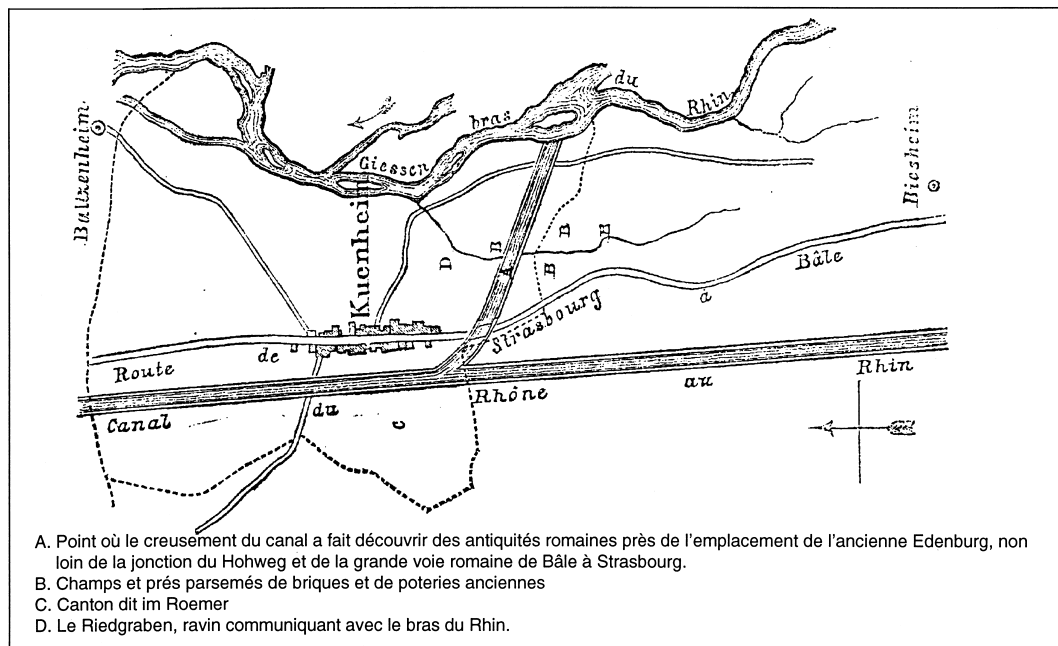 du
Rhin
bras
Giessen
Baltzenheim
Biesheim
Kuenheim
D
B
B
E
A
B
Bâle
à
Strasbourg
de
Route
Rhin
au
Rhône
du
Canal
C
A. Point où le creusement du canal a fait découvrir des antiquités romaines près de l'emplacement de l'ancienne Edenburg, non
loin de la jonction du Hohweg et de la grande voie romaine de Bâle à Strasbourg.
B. Champs et prés parsemés de briques et de poteries anciennes
C. Canton dit im Roemer
D. Le Riedgraben, ravin communiquant avec le bras du Rhin.